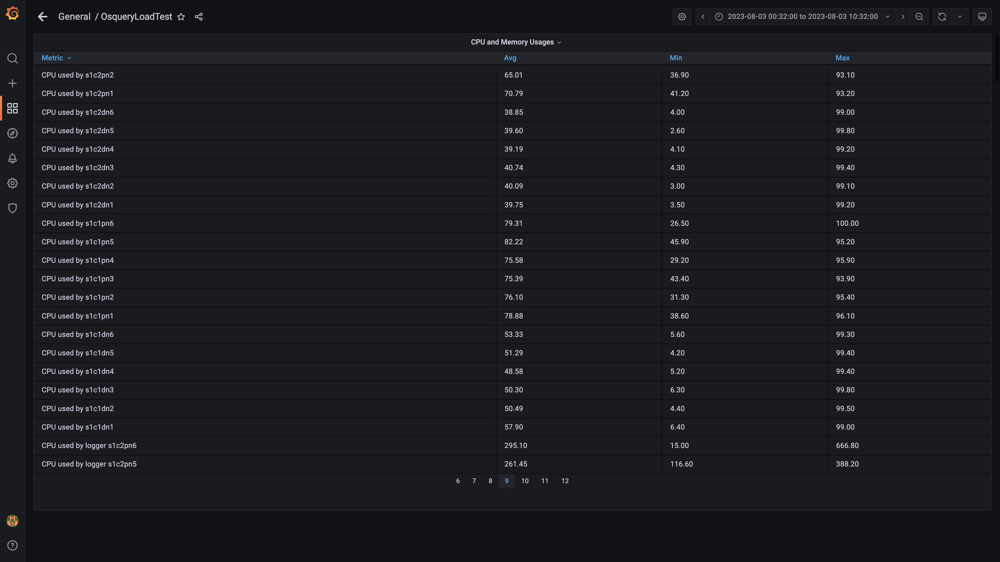 General / OsqueryLoadTest
2023-08-03 00:32:00 to 2023-08-03 10:32:00
CPU and Memory Usages
Metric Avg Min Max
CPU used by s1c2pn2 65.01 36.90 93.10
CPU used by s1c2pn1 70.79 41.20 93.20
CPU used by s1c2dn6 38.85 4.00 99.00
CPU used by s1c2dn5 39.60 2.60 99.80
CPU used by s1c2dn4 39.19 4.10 99.20
CPU used by s1c2dn3 40.74 4.30 99.40
CPU used by s1c2dn2 40.09 3.00 99.10
CPU used by s1c2dn1 39.75 3.50 99.20
CPU used by s1c1pn6 79.31 26.50 100.00
CPU used by s1c1pn5 82.22 45.90 95.20
CPU used by s1c1pn4 75.58 29.20 95.90
CPU used by s1c1pn3 75.39 43.40 93.90
CPU used by s1c1pn2 76.10 31.30 95.40
CPU used by s1c1pn1 78.88 38.60 96.10
CPU used by s1c1dn6 53.33 5.60 99.30
CPU used by s1c1dn5 51.29 4.20 99.40
CPU used by s1c1dn4 48.58 5.20 99.40
CPU used by s1c1dn3 50.30 6.30 99.80
CPU used by s1c1dn2 50.49 4.40 99.50
CPU used by s1c1dn1 57.90 6.40 99.00
CPU used by logger s1c2pn6 295.10 15.00 666.80
CPU used by logger s1c2pn5 261.45 116.60 388.20
6 7 8 9 10 11 12